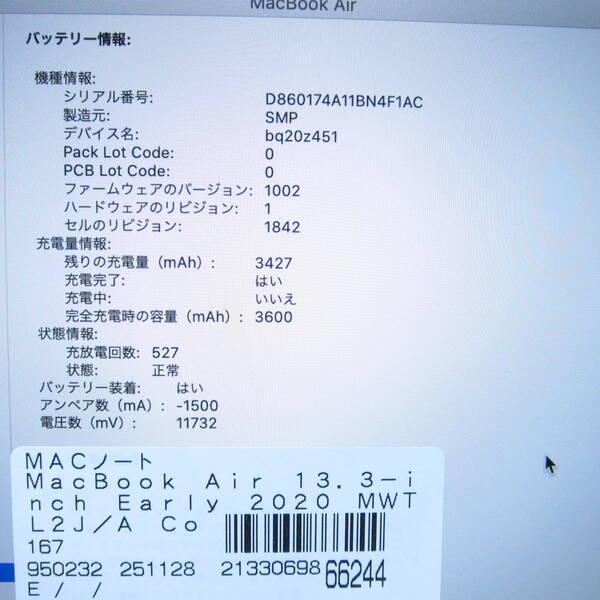 MacBook Air
バッテリー情報:
機種情報:
シリアル番号: D860174A11BN4F1AC
製造元: SMP
デバイス名: bq20z451
Pack Lot Code: 0
PCB Lot Code: 0
ファームウェアのバージョン: 1002
ハードウェアのリビジョン: 1
セルのリビジョン: 1842
充電量情報:
残りの充電量（mAh）: 3427
充電完了: はい
充電中: いいえ
完全充電時の容量（mAh）: 3600
状態情報:
充放電回数: 527
状態: 正常
バッテリー装着: はい
アンペア数（mA）: -1500
電圧数（mV）: 11732
MACノート
MacBook Air 13.3-i
nch Early 2020 MWT
L2J/A Co
167
950232 251128 21330698 66244
E / /